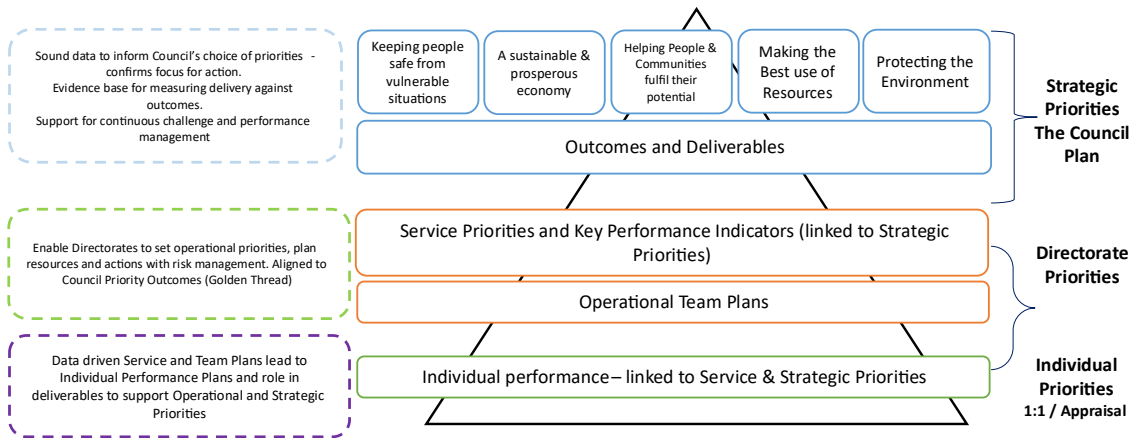 Sound data to inform Council's choice of priorities -
confirms focus for action.
Evidence base for measuring delivery against
outcomes.
Support for continuous challenge and performance
management
Keeping people
safe from
vulnerable
situations
A sustainable &
prosperous
economy
Helping People &
Communities
fulfil their
potential
Making the
Best use of
Resources
Protecting the
Environment
Outcomes and Deliverables
Strategic
Priorities
The Council
Plan
Enable Directorates to set operational priorities, plan
resources and actions with risk management. Aligned to
Council Priority Outcomes (Golden Thread)
Service Priorities and Key Performance Indicators (linked to Strategic
Priorities)
Operational Team Plans
Directorate
Priorities
Data driven Service and Team Plans lead to
Individual Performance Plans and role in
deliverables to support Operational and Strategic
Priorities
Individual performance – linked to Service & Strategic Priorities
Individual
Priorities
1:1 / Appraisal